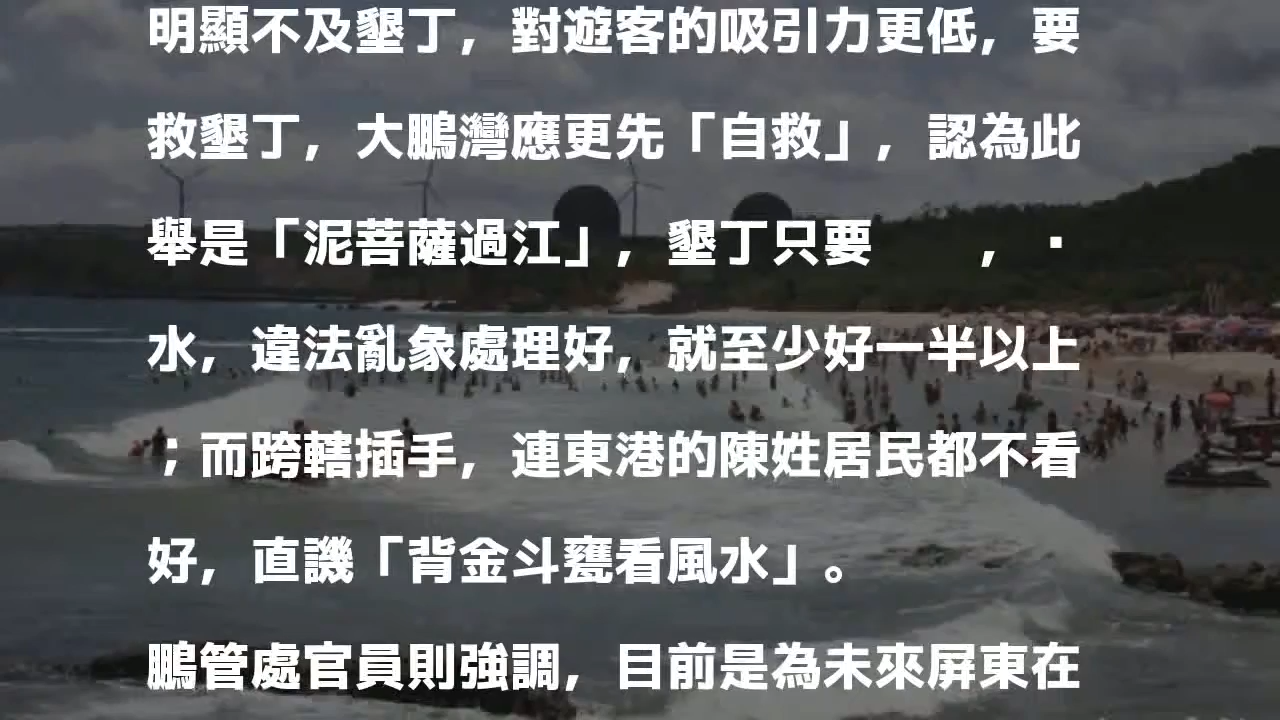 明顯不及墾丁，對遊客的吸引力更低，要
救墾丁，大鵬灣應更先「自救」，認為此
舉是「泥菩薩過江」，墾丁只要　　，．
水，違法亂象處理好，就至少好一半以上
；而跨轄插手，連東港的陳姓居民都不看
好，直譏「背金斗甕看風水」。
鵬管處官員則強調，目前是為未來屏東在